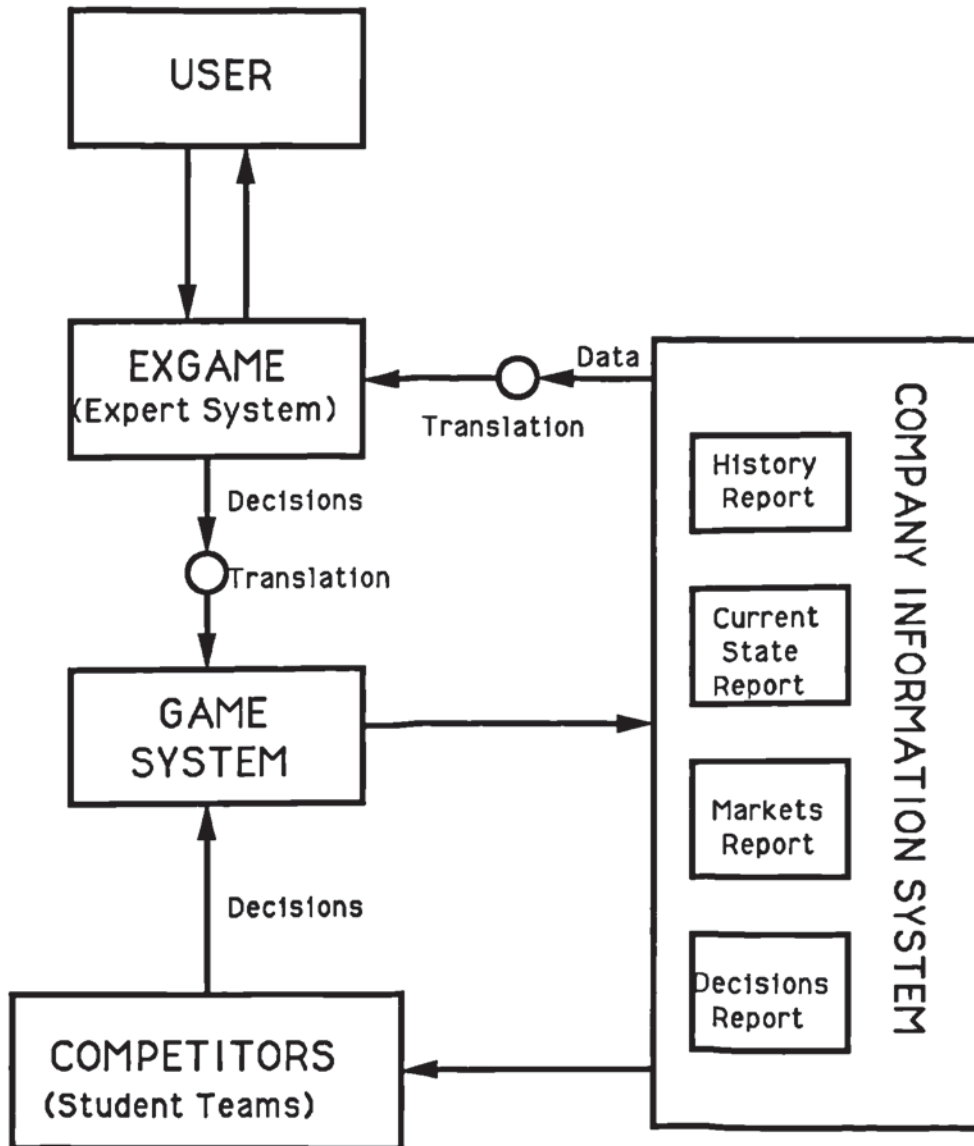 USER
EXGAME
(Expert System)
Data
Translation
Decisions
Translation
GAME
SYSTEM
Decisions
COMPETITORS
(Student Teams)
COMPANY INFORMATION SYSTEM
History
Report
Current
State
Report
Markets
Report
Decisions
Report